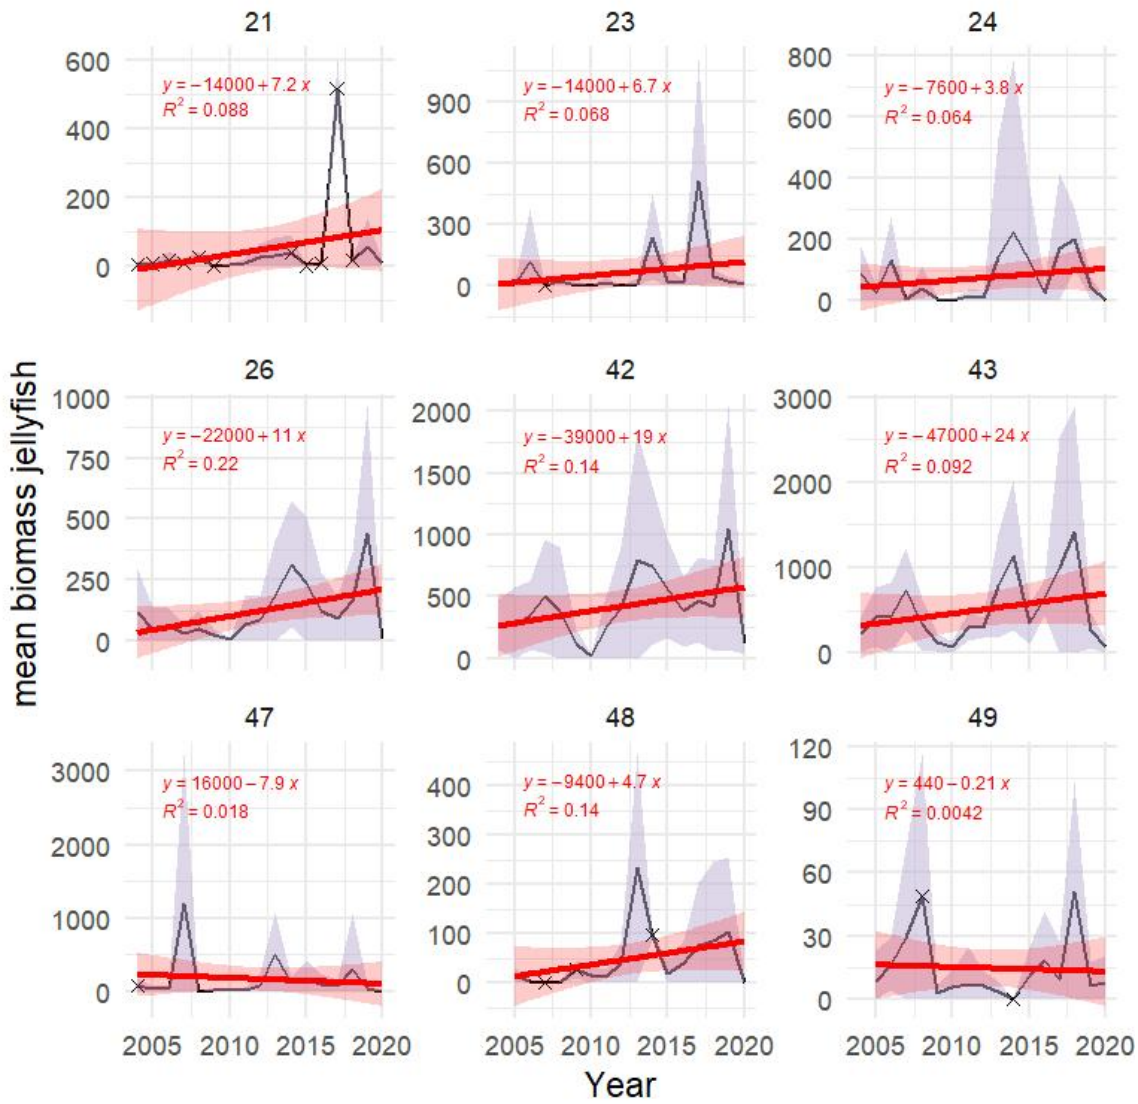 21
600
400
200
0
y = −14000 + 7.2 x
R² = 0.088
23
900
600
300
0
y = −14000 + 6.7 x
R² = 0.068
24
800
600
400
200
0
y = −7600 + 3.8 x
R² = 0.064
mean biomass jellyfish
26
1000
750
500
250
0
y = −22000 + 11 x
R² = 0.22
42
2000
1500
1000
500
0
y = −39000 + 19 x
R² = 0.14
43
3000
2000
1000
0
y = −47000 + 24 x
R² = 0.092
47
3000
2000
1000
0
y = 16000 − 7.9 x
R² = 0.018
2005 2010 2015 2020
48
400
300
200
100
0
y = −9400 + 4.7 x
R² = 0.14
2005 2010 2015 2020
49
120
90
60
30
0
y = 440 − 0.21 x
R² = 0.0042
2005 2010 2015 2020
Year